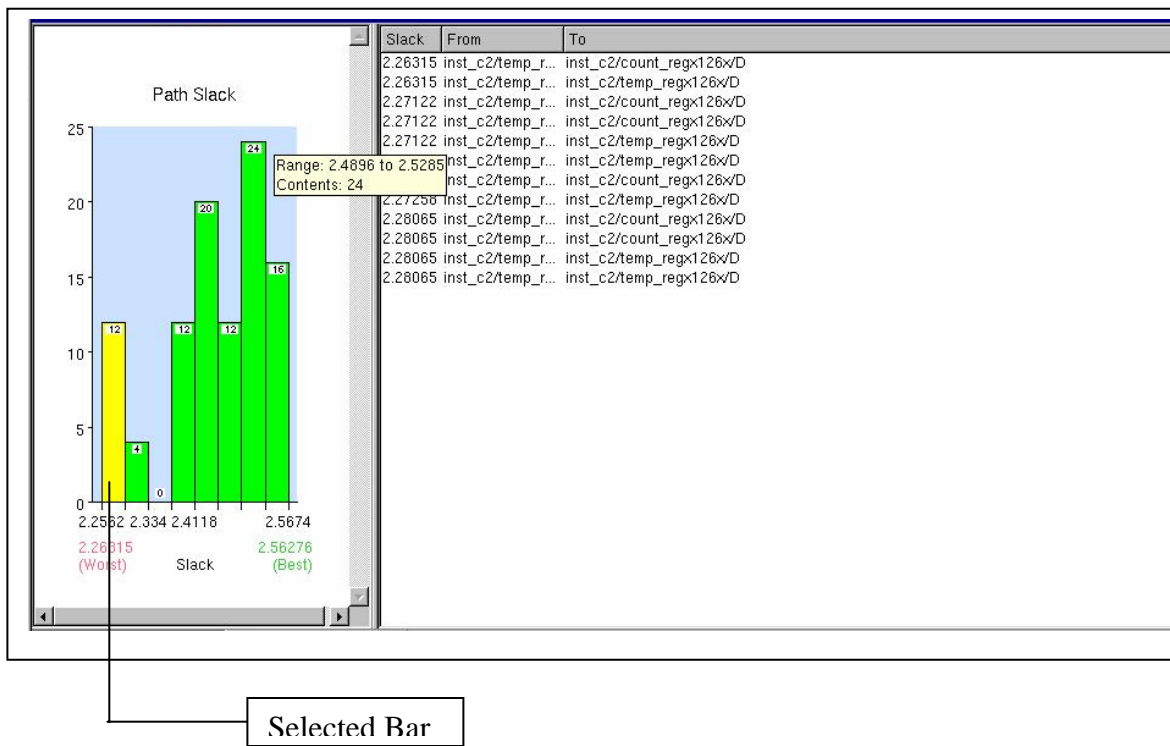 Path Slack
25
20
15
10
5
0
12
4
0
12
20
12
24
16
Range: 2.4896 to 2.5285
Contents: 24
2.2562 2.334 2.4118 2.5674
2.26315 2.56276
(Worst) Slack (Best)
Slack From To
2.26315 inst_c2/temp_r... inst_c2/count_regx126x/D
2.26315 inst_c2/temp_r... inst_c2/temp_regx126x/D
2.27122 inst_c2/temp_r... inst_c2/count_regx126x/D
2.27122 inst_c2/temp_r... inst_c2/count_regx126x/D
2.27122 inst_c2/temp_r... inst_c2/temp_regx126x/D
nst_c2/temp_r... inst_c2/temp_regx126x/D
nst_c2/temp_r... inst_c2/count_regx126x/D
2.27258 inst_c2/temp_r... inst_c2/temp_regx126x/D
2.28065 inst_c2/temp_r... inst_c2/count_regx126x/D
2.28065 inst_c2/temp_r... inst_c2/count_regx126x/D
2.28065 inst_c2/temp_r... inst_c2/temp_regx126x/D
2.28065 inst_c2/temp_r... inst_c2/temp_regx126x/D
Selected Bar